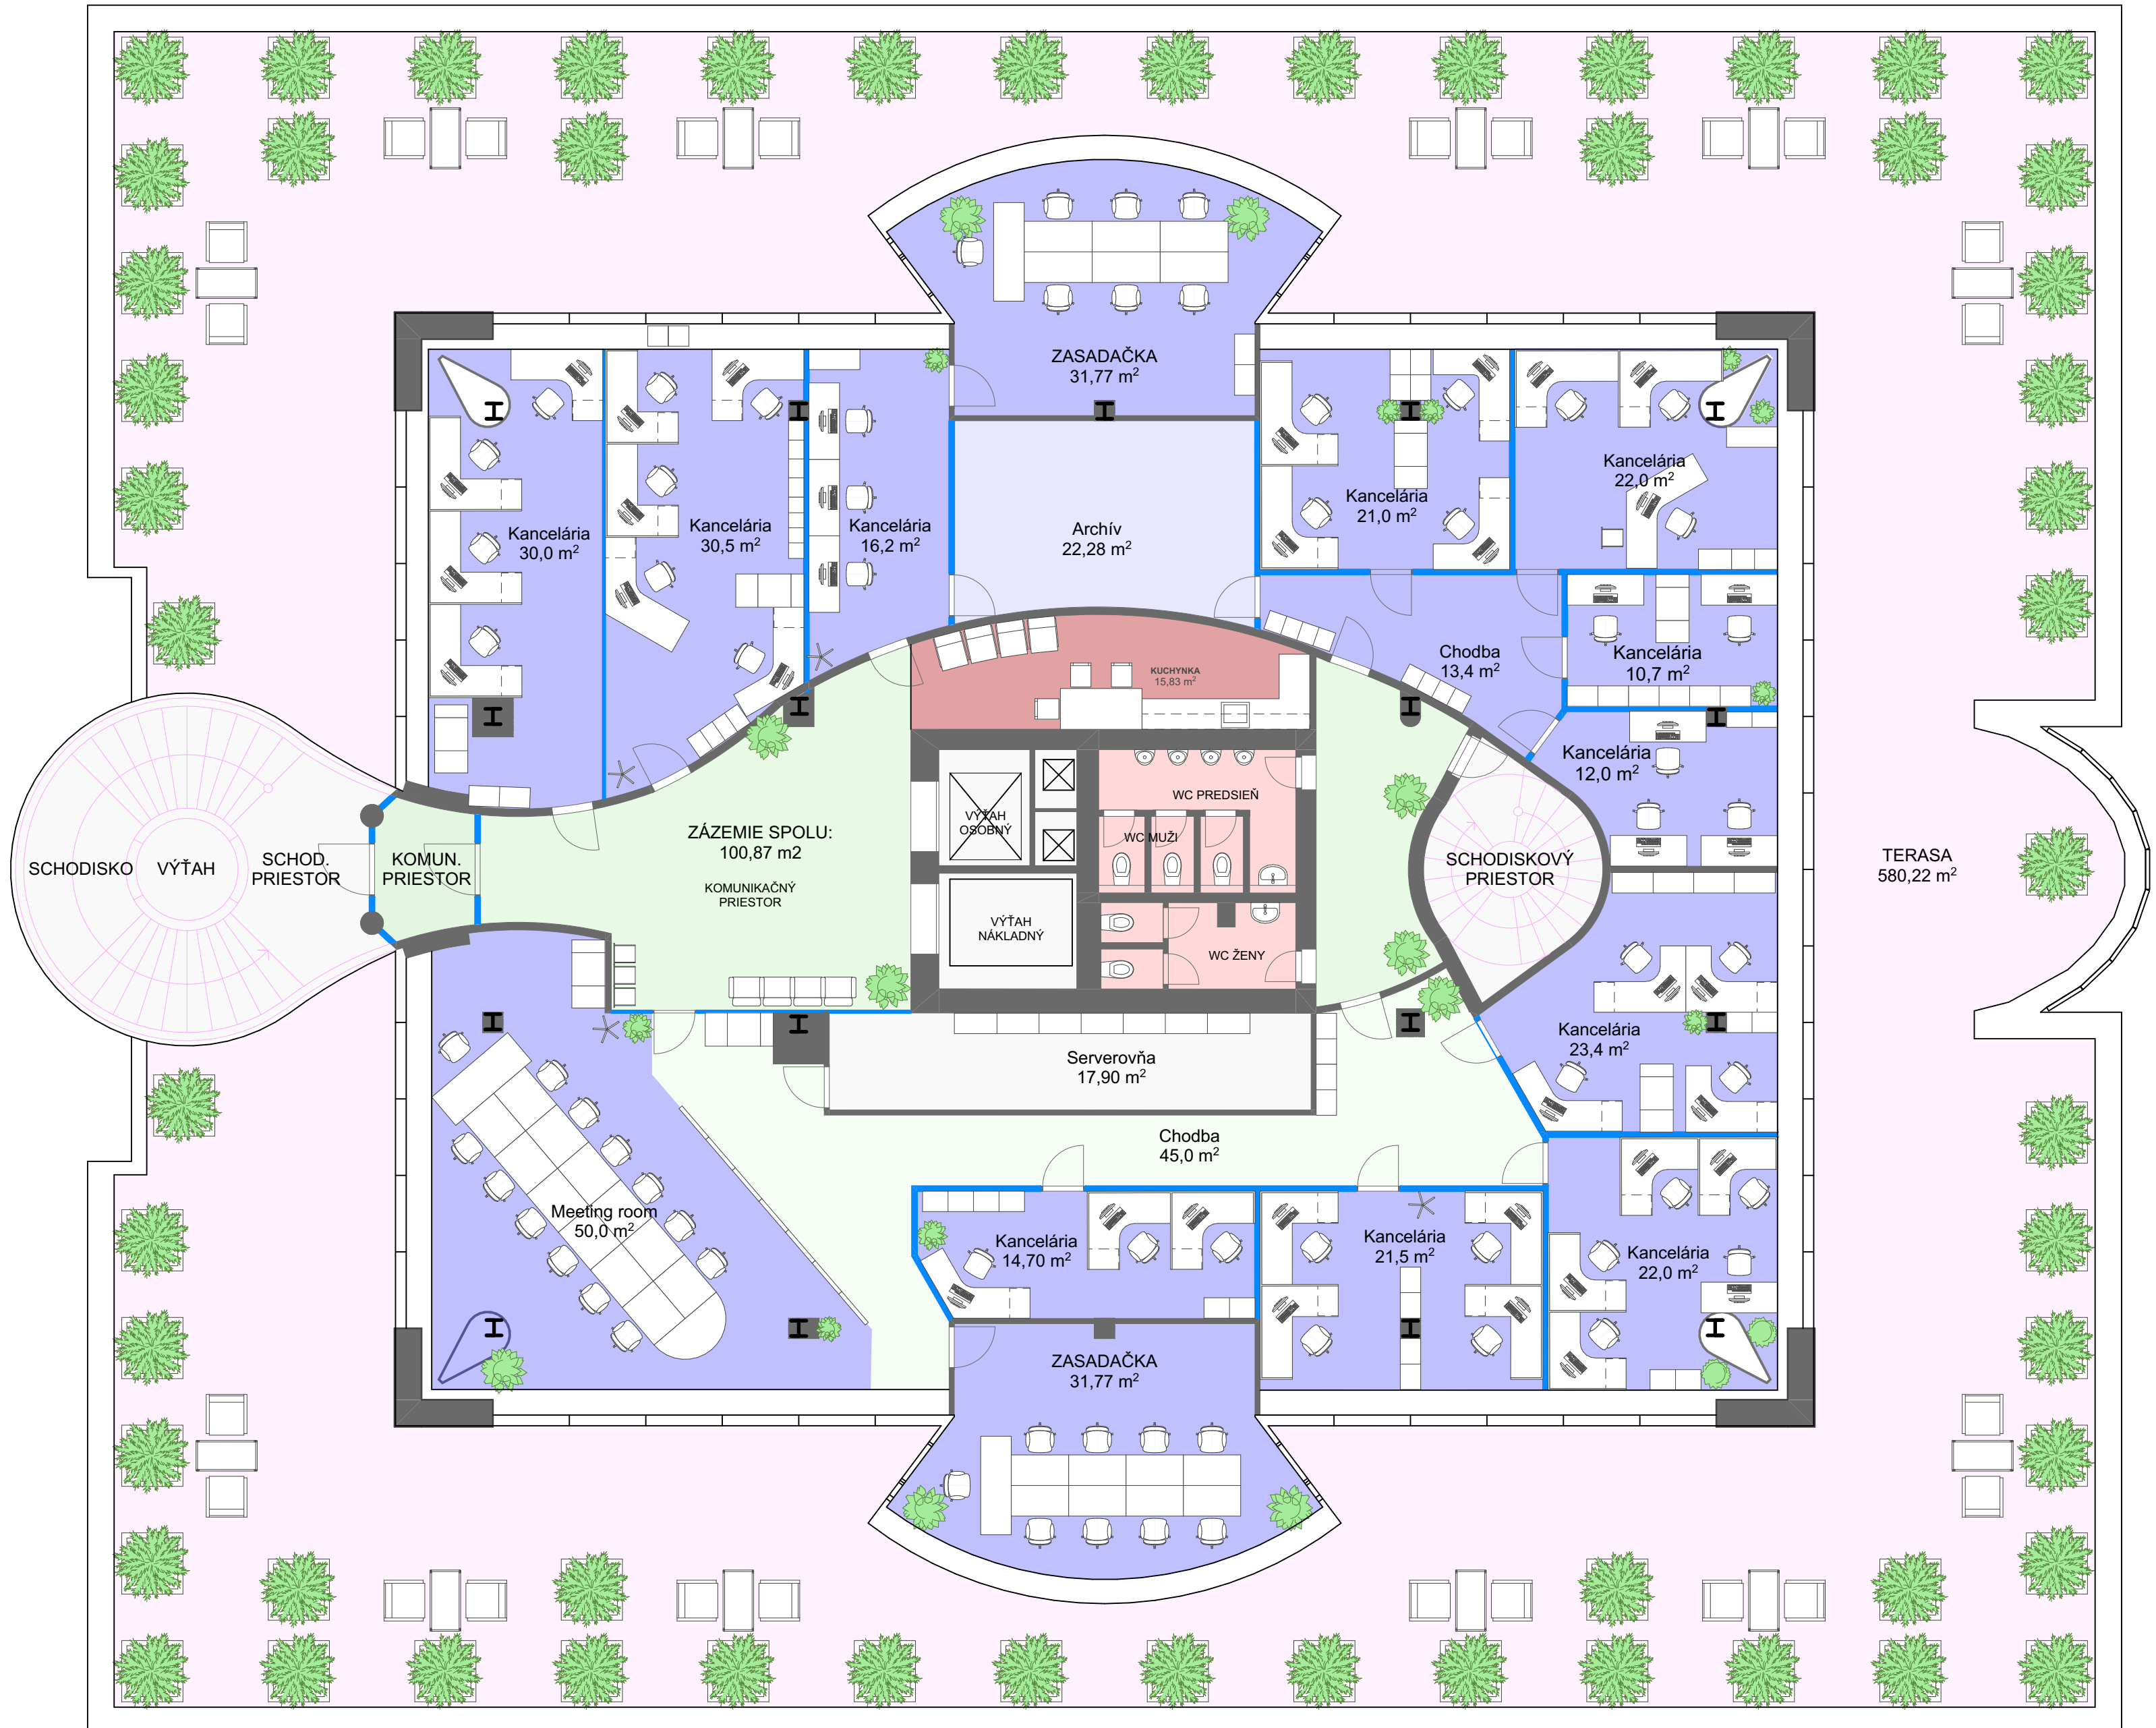 ZASADAČKA
31,77 m²
Kancelária
30,0 m²
Kancelária
30,5 m²
Kancelária
16,2 m²
Archív
22,28 m²
Kancelária
21,0 m²
Kancelária
22,0 m²
Chodba
13,4 m²
Kancelária
10,7 m²
KUCHYNKA
15,83 m²
Kancelária
12,0 m²
WC PREDSIEŇ
VÝŤAH
OSOBNÝ
WC MUŽI
ZÁZEMIE SPOLU:
100,87 m2
KOMUNIKAČNÝ
PRIESTOR
SCHODISKO
VÝŤAH
SCHOD.
PRIESTOR
KOMUN.
PRIESTOR
SCHODISKOVÝ
PRIESTOR
TERASA
580,22 m²
VÝŤAH
NÁKLADNÝ
WC ŽENY
Kancelária
23,4 m²
Serverovňa
17,90 m²
Chodba
45,0 m²
Meeting room
50,0 m²
Kancelária
14,70 m²
Kancelária
21,5 m²
Kancelária
22,0 m²
ZASADAČKA
31,77 m²